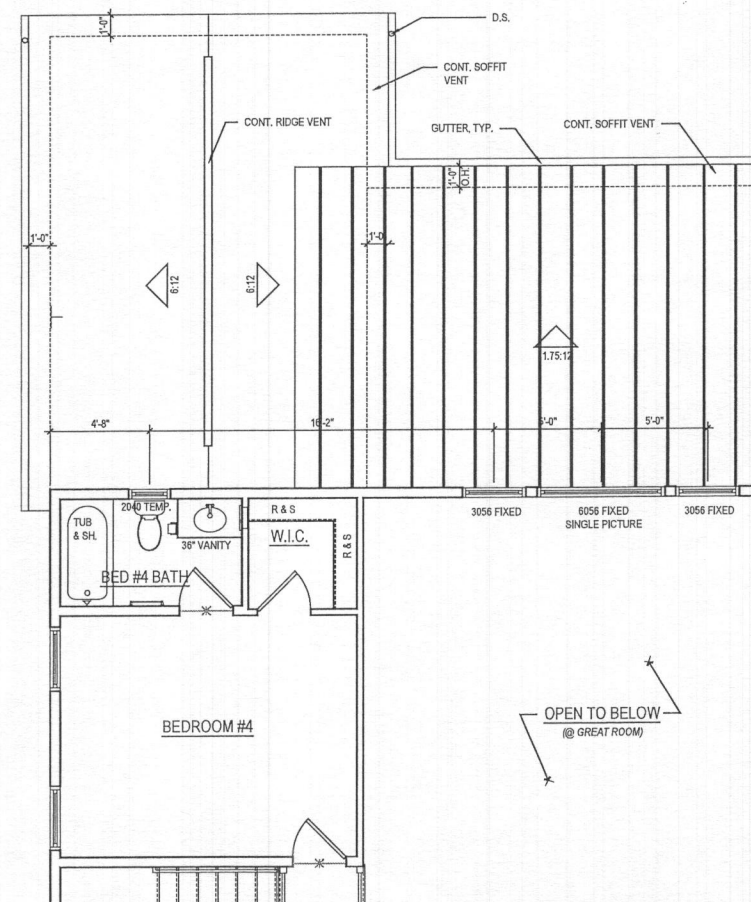 D.S.
1'-0"
CONT. SOFFIT
VENT
CONT. RIDGE VENT
GUTTER, TYP.
CONT. SOFFIT VENT
1'-0"
O.H.
1'-0"
1'-0
6:12
6:12
1.75:12
4'-8"
16'-2"
5'-0"
5'-0"
2040 TEMP.
3056 FIXED
6056 FIXED
SINGLE PICTURE
3056 FIXED
TUB
& SH.
36" VANITY
R & S
W.I.C.
R & S
BED #4 BATH
BEDROOM #4
OPEN TO BELOW
(@ GREAT ROOM)